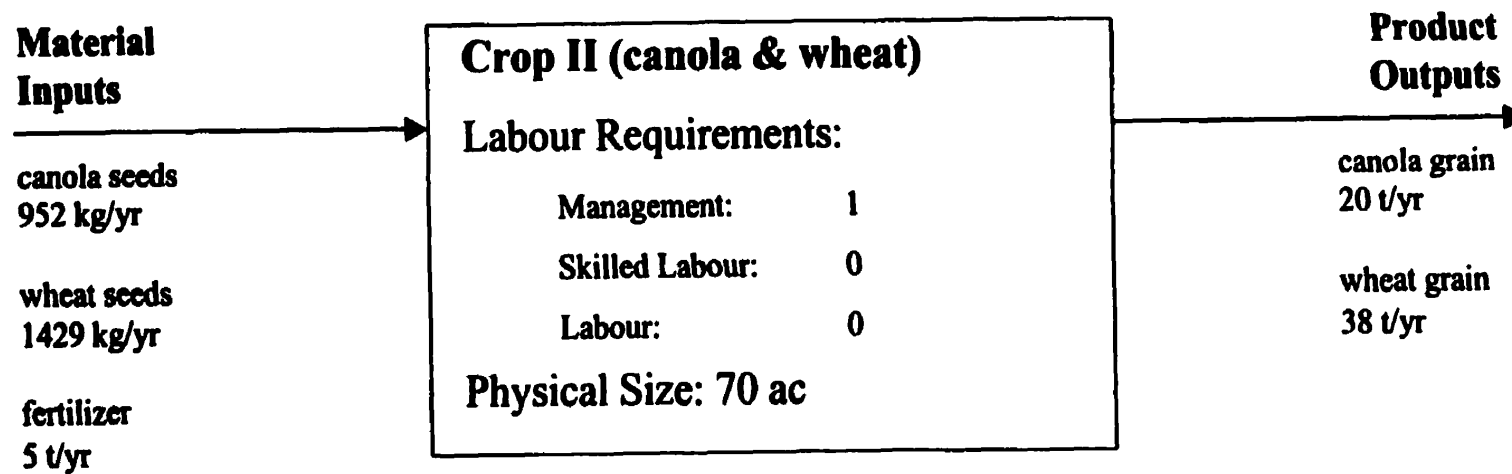 Material
Inputs
canola seeds
952 kg/yr
wheat seeds
1429 kg/yr
fertilizer
5 t/yr
Crop II (canola & wheat)
Labour Requirements:
Management: 1
Skilled Labour: 0
Labour: 0
Physical Size: 70 ac
Product
Outputs
canola grain
20 t/yr
wheat grain
38 t/yr